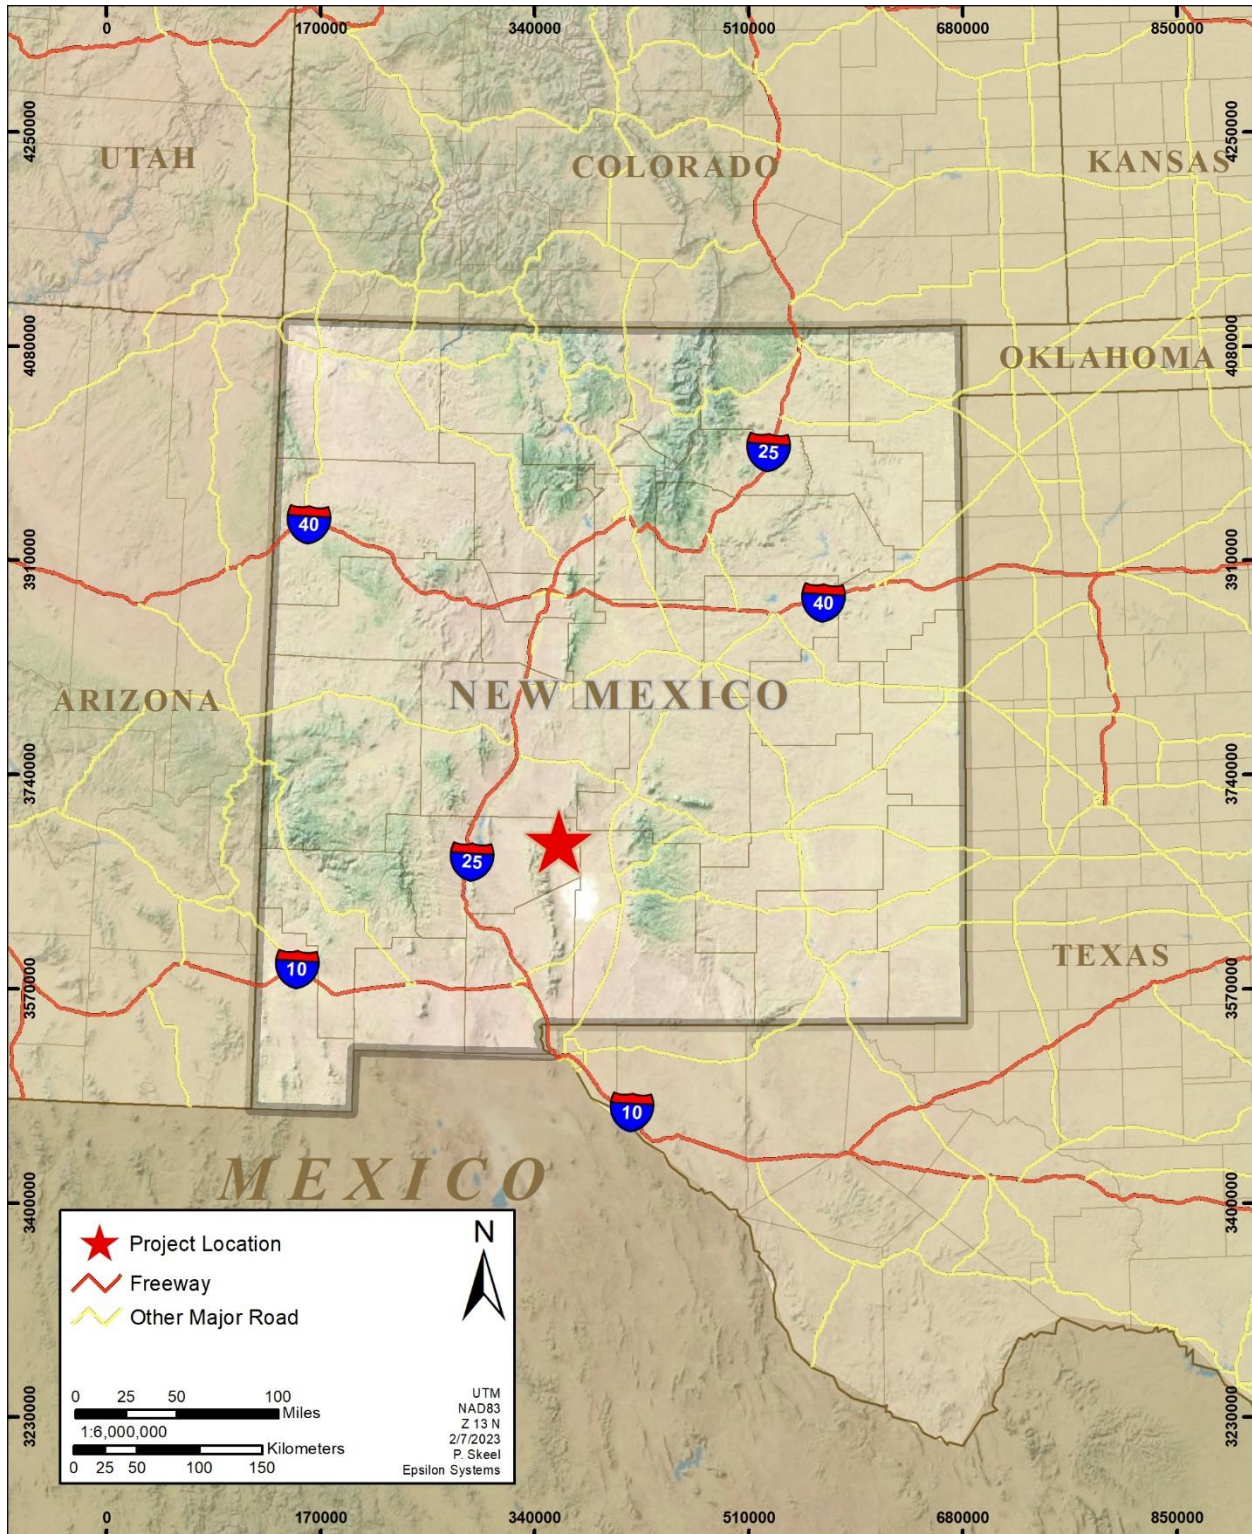 0 170000 340000 510000 680000 850000
4250000 4250000
UTAH
COLORADO
KANSAS
4080000 4080000
OKLAHOMA
25
40
3910000 3910000
40
ARIZONA
NEW MEXICO
3740000 3740000
25
TEXAS
10
3570000 3570000
10
MEXICO
3400000 3400000
N
Project Location
Freeway
Other Major Road
0 25 50 100
Miles
1:6,000,000
Kilometers
0 25 50 100 150
UTM
NAD83
Z 13 N
2/7/2023
P. Skeel
Epsilon Systems
3230000 3230000
0 170000 340000 510000 680000 850000